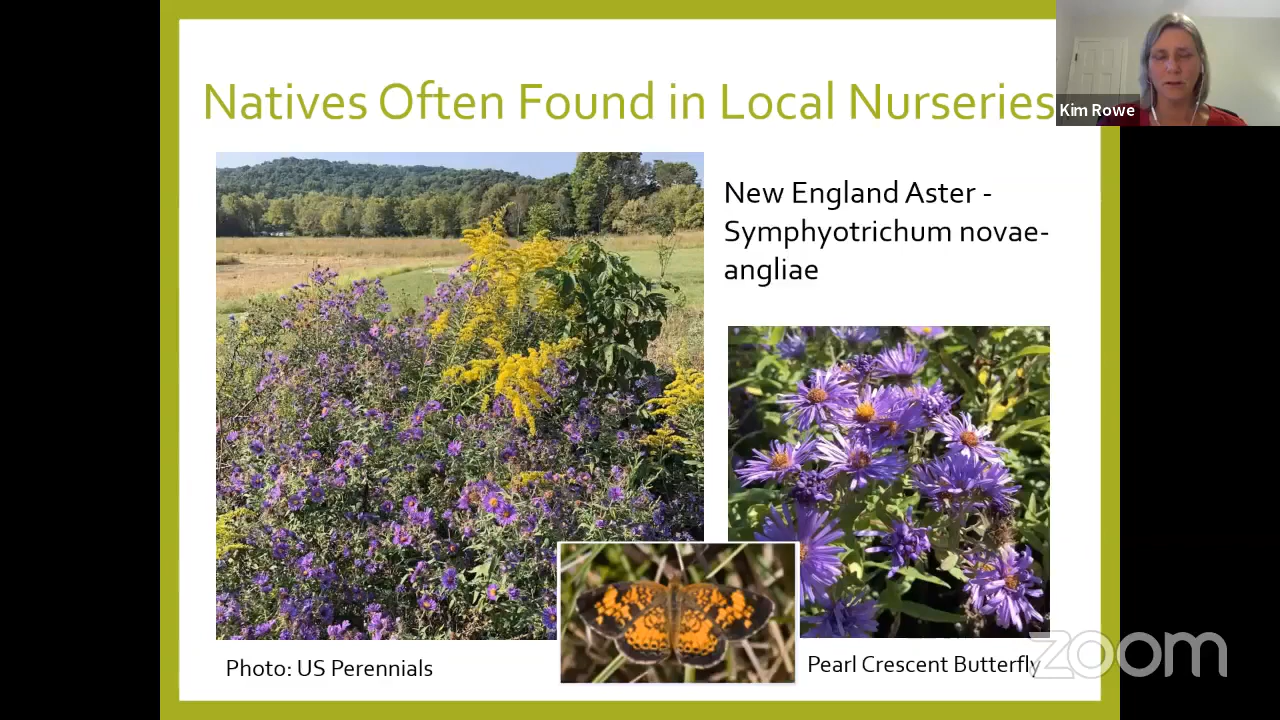 Natives Often Found in Local Nurseries
Kim Rowe
New England Aster -
Symphyotrichum novae-
angliae
Photo: US Perennials
Pearl Crescent Butterfly
zoom